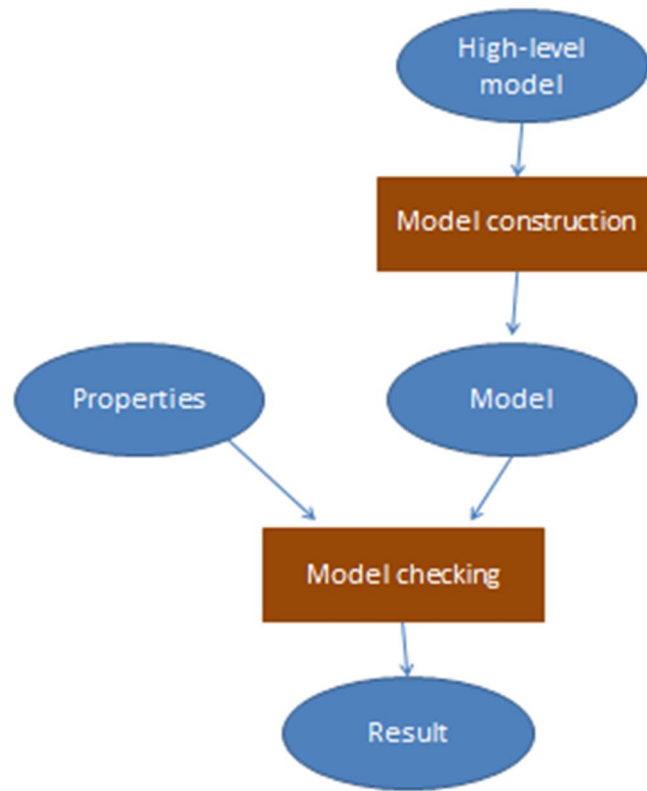 High-level
model
Model construction
Properties
Model
Model checking
Result